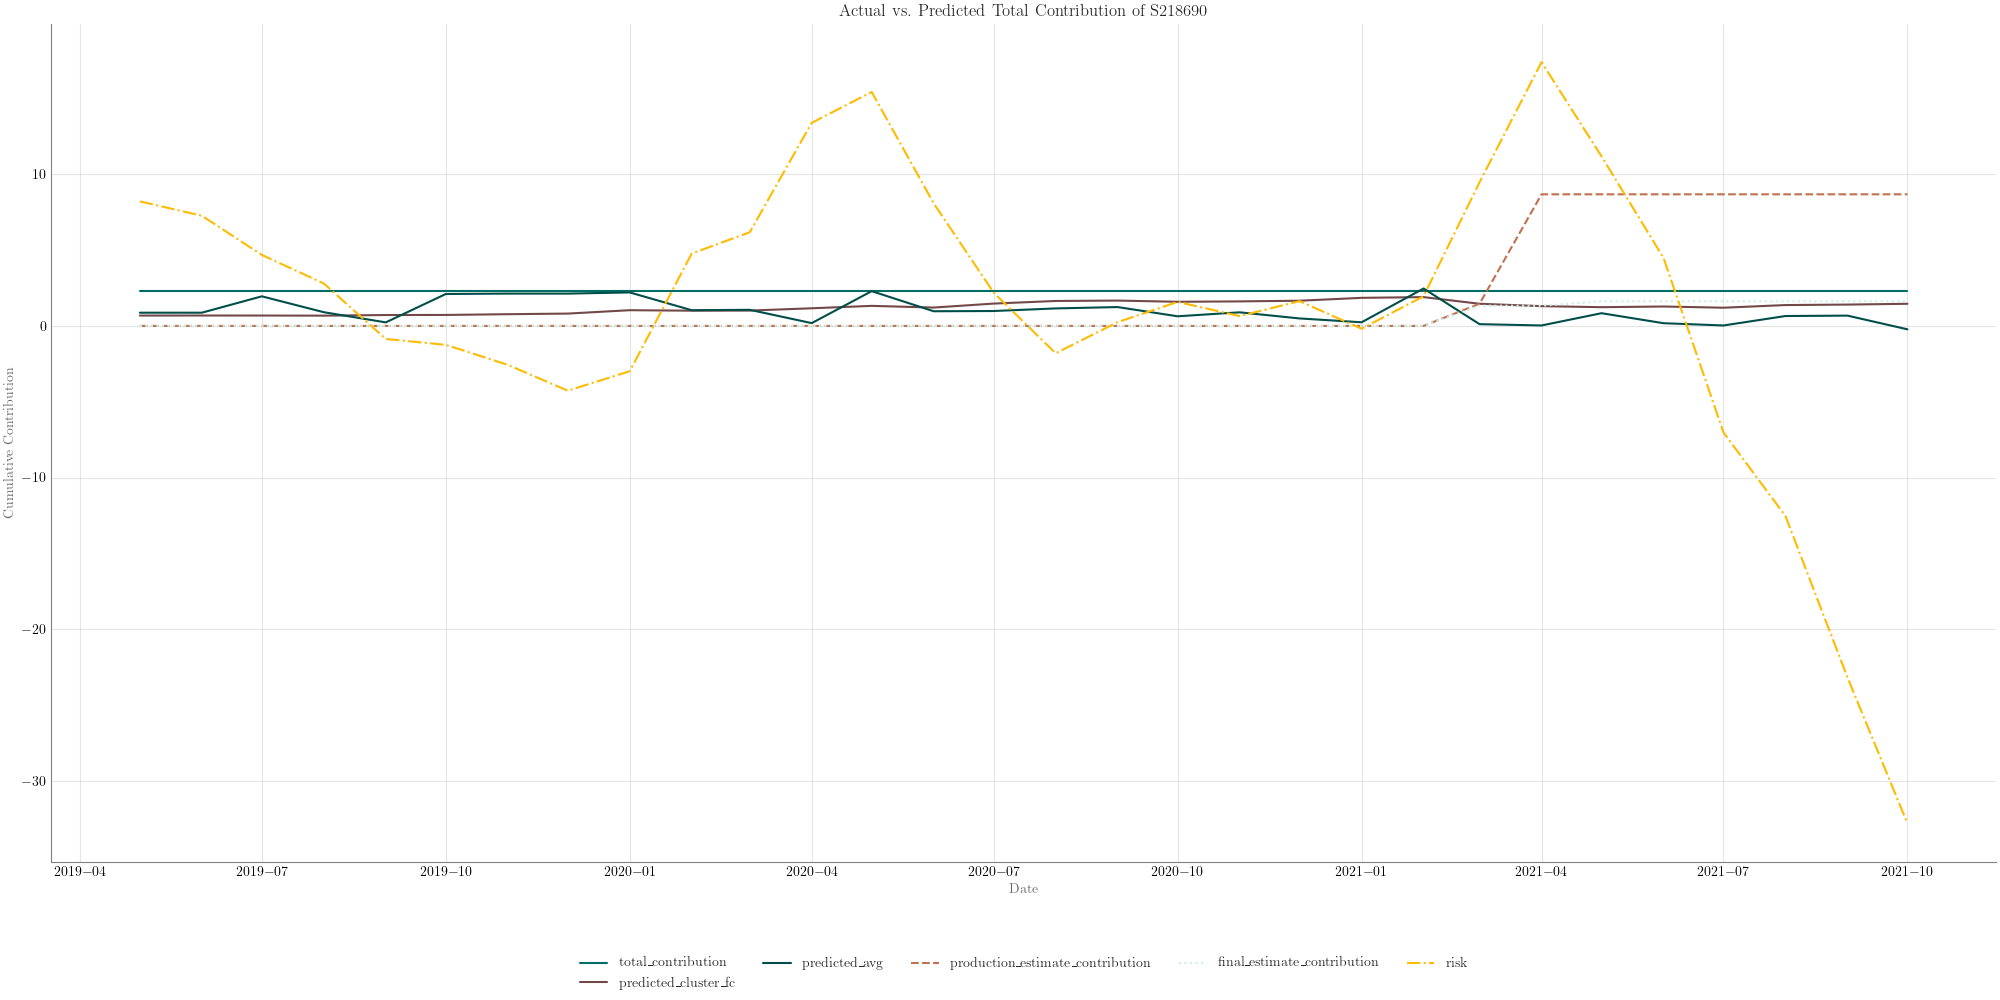 Actual vs. Predicted Total Contribution of S218690
10
0
−10
−20
−30
Cumulative Contribution
2019−04 2019−07 2019−10 2020−01 2020−04 2020−07 2020−10 2021−01 2021−04 2021−07 2021−10
Date
total_contribution predicted_avg production_estimate_contribution final_estimate_contribution risk
predicted_cluster_fc